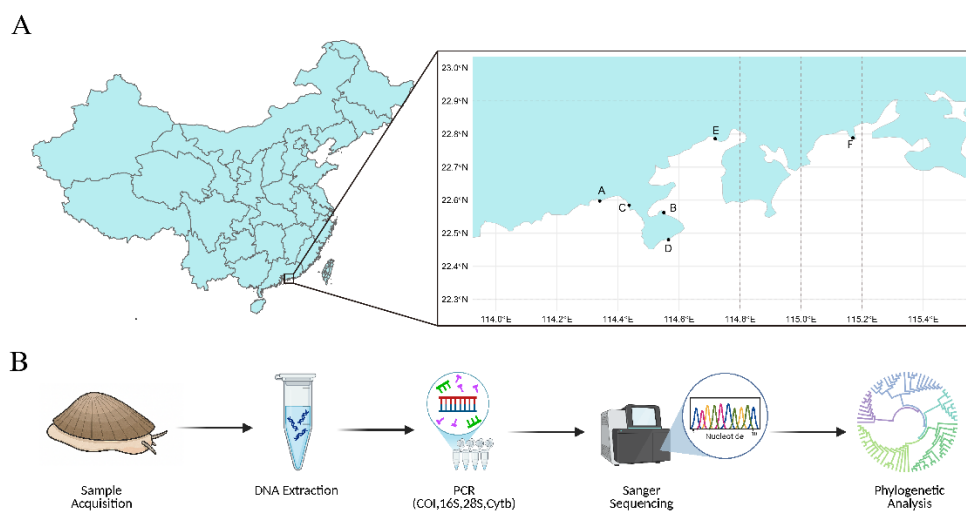 A
23.0°N
22.9°N
22.8°N
22.7°N
22.6°N
22.5°N
22.4°N
22.3°N
E
F
A
C
B
D
114.0°E 114.2°E 114.4°E 114.6°E 114.8°E 115.0°E 115.2°E 115.4°E
B
Nucleot de
Sample
Acquisition
DNA Extraction
PCR
(COI,16S,28S,Cytb)
Sanger
Sequencing
Phylogenetic
Analysis